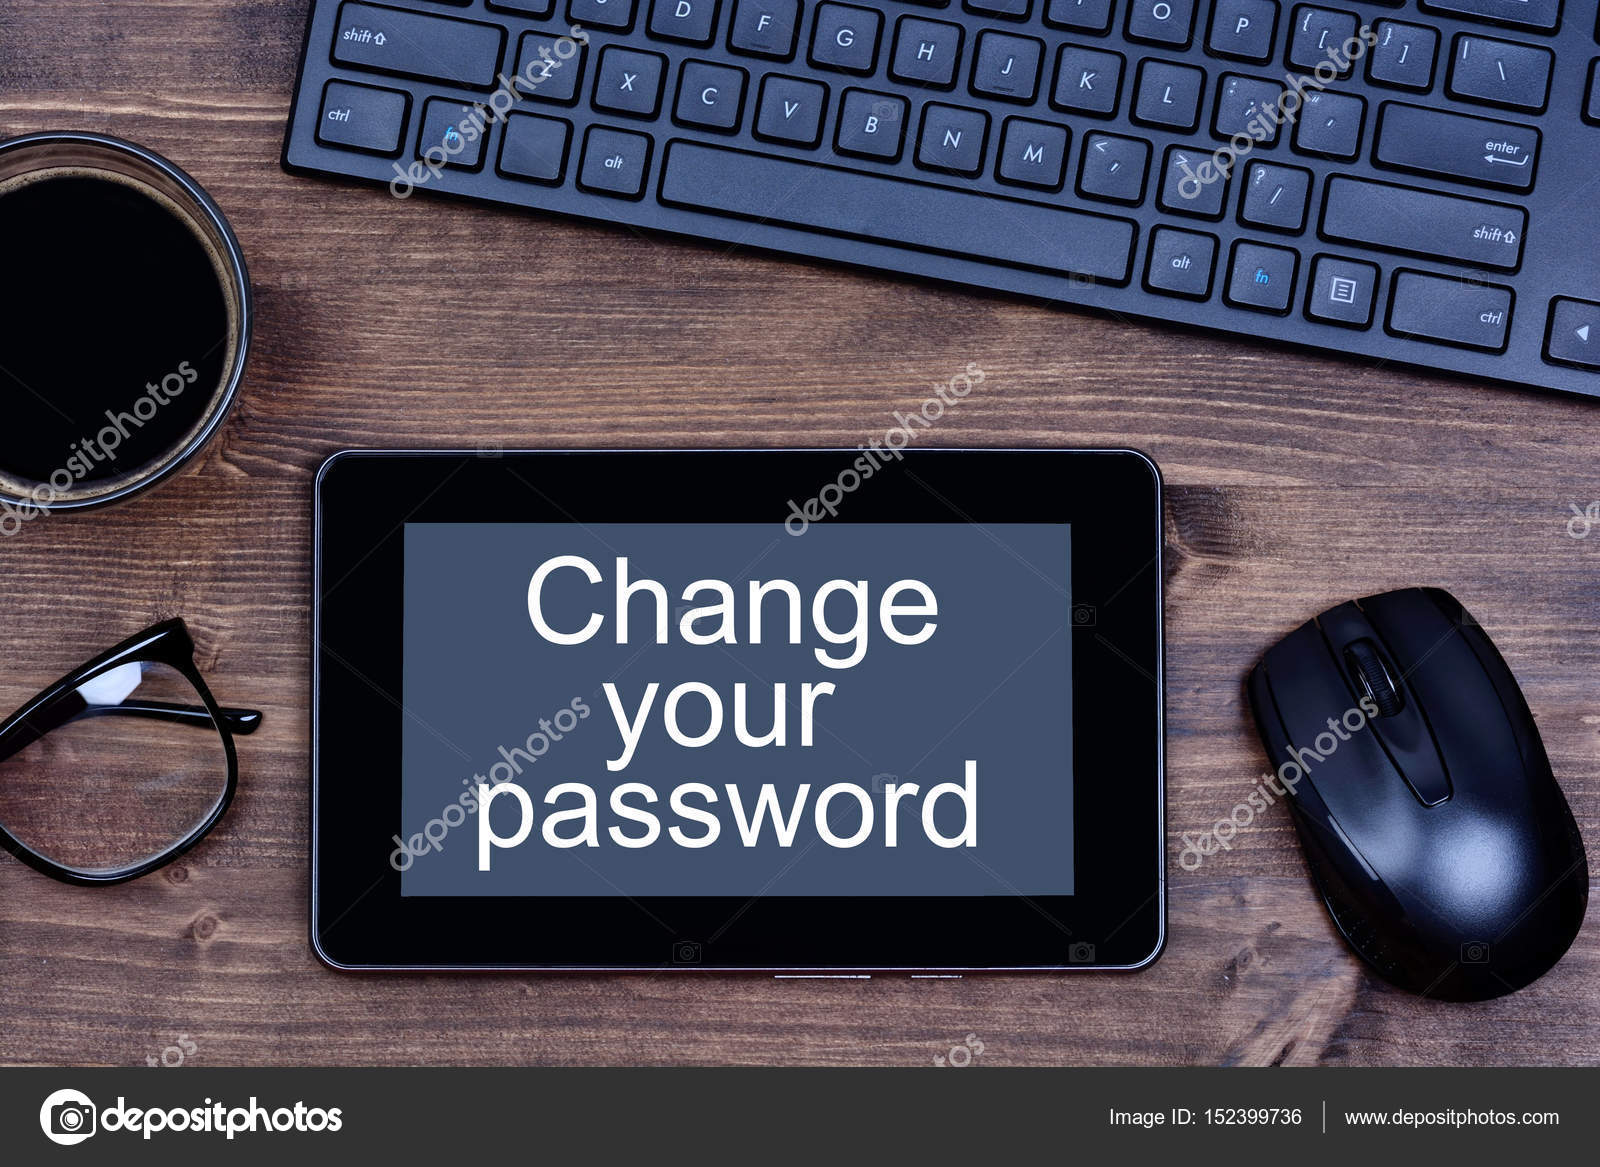 D F G H J K L O P { [ } ] | \
shift Z X C V B N M < , > . ? / : ; " ' enter
ctrl fn alt alt fn ctrl shift
Change
your
password
depositphotos
Image ID: 152399736 www.depositphotos.com